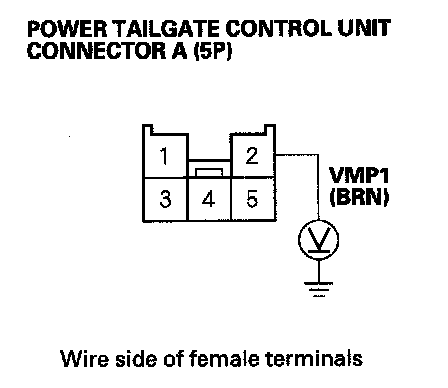 POWER TAILGATE CONTROL UNIT
CONNECTOR A (5P)
1 2
VMP1
(BRN)
3 4 5
V
Wire side of female terminals